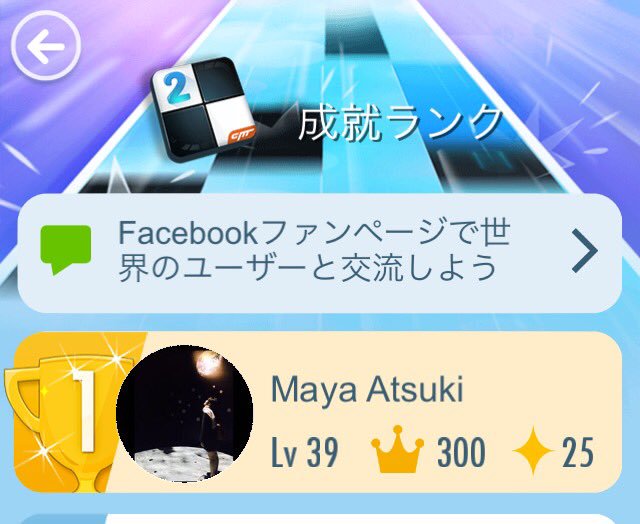 2
成就ランク
Facebookファンページで世
界のユーザーと交流しよう
1
Maya Atsuki
Lv 39 300 25